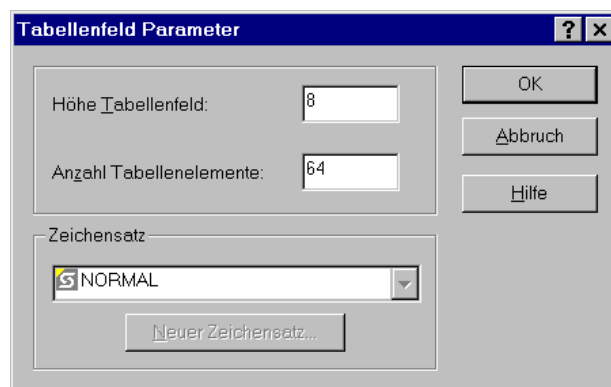 Tabellenfeld Parameter
Höhe Tabellenfeld: 8
Anzahl Tabellenelemente: 64
OK
Abbruch
Hilfe
Zeichensatz
NORMAL
Neuer Zeichensatz...